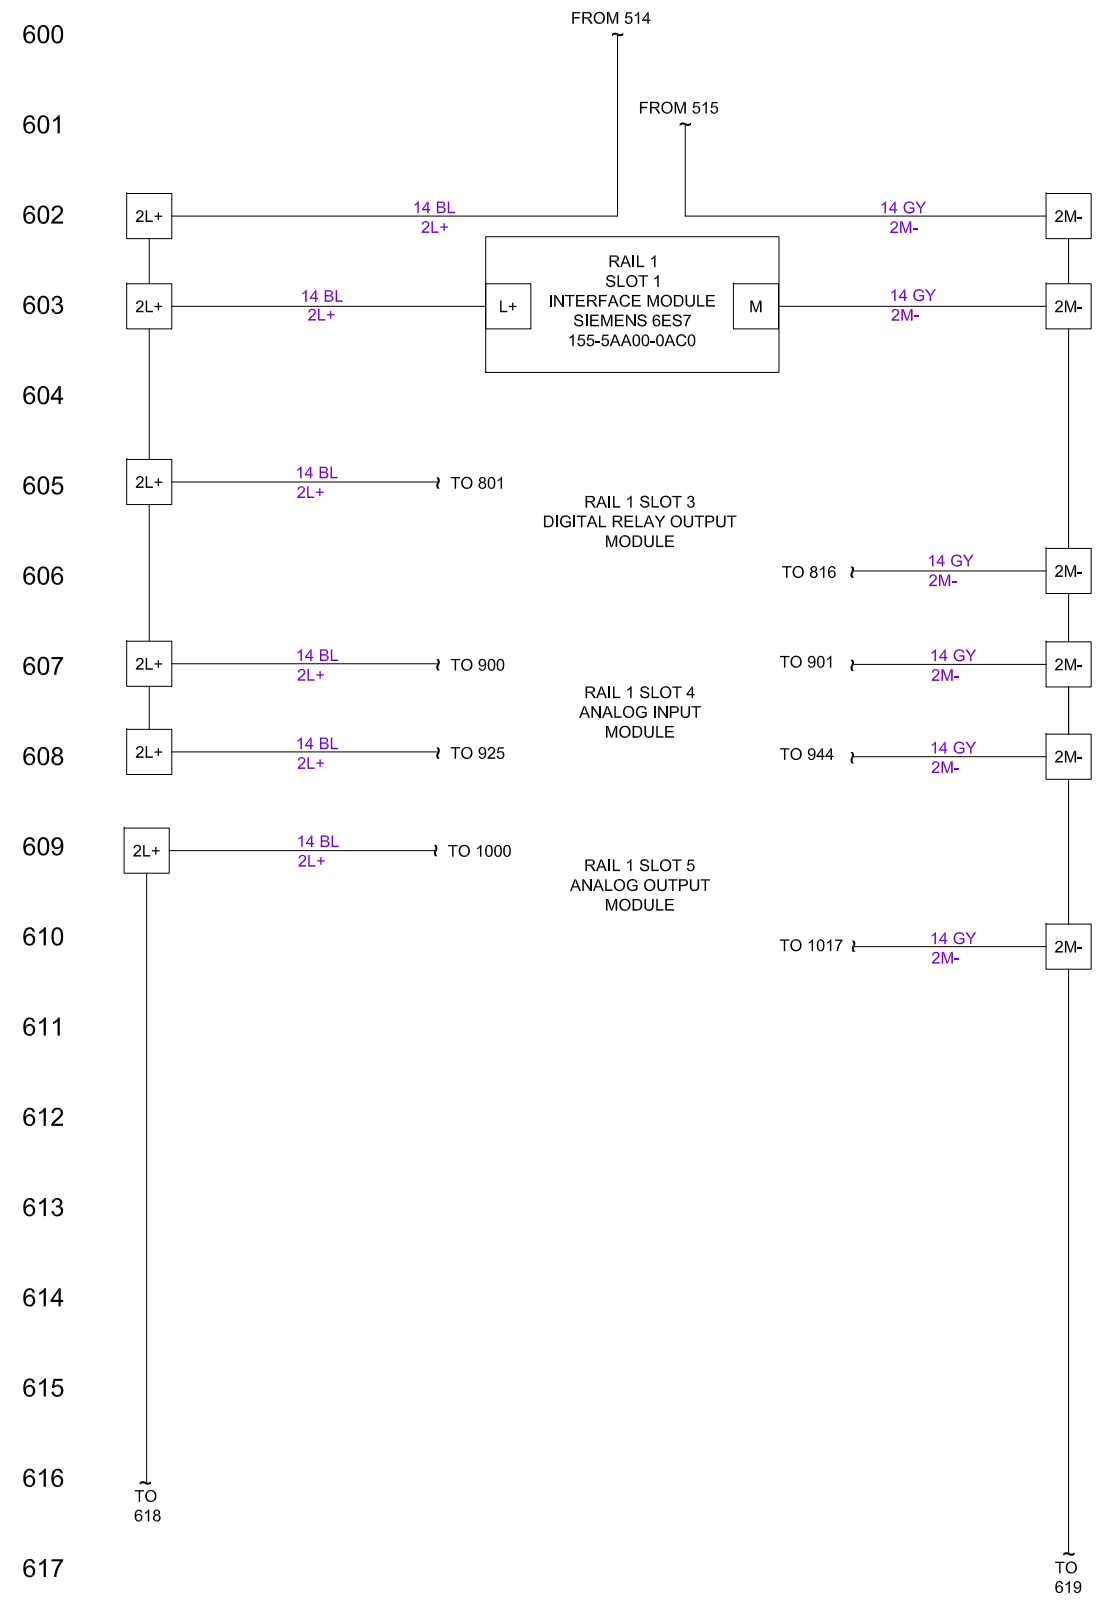 600
FROM 514
601
FROM 515
602
2L+
14 BL
2L+
14 GY
2M-
2M-
603
2L+
14 BL
2L+
L+
RAIL 1
SLOT 1
INTERFACE MODULE
SIEMENS 6ES7
155-5AA00-0AC0
M
14 GY
2M-
2M-
604
605
2L+
14 BL
2L+
TO 801
RAIL 1 SLOT 3
DIGITAL RELAY OUTPUT
MODULE
606
TO 816
14 GY
2M-
2M-
607
2L+
14 BL
2L+
TO 900
TO 901
14 GY
2M-
2M-
RAIL 1 SLOT 4
ANALOG INPUT
MODULE
608
2L+
14 BL
2L+
TO 925
TO 944
14 GY
2M-
2M-
609
2L+
14 BL
2L+
TO 1000
RAIL 1 SLOT 5
ANALOG OUTPUT
MODULE
610
TO 1017
14 GY
2M-
2M-
611
612
613
614
615
616
TO
618
617
TO
619